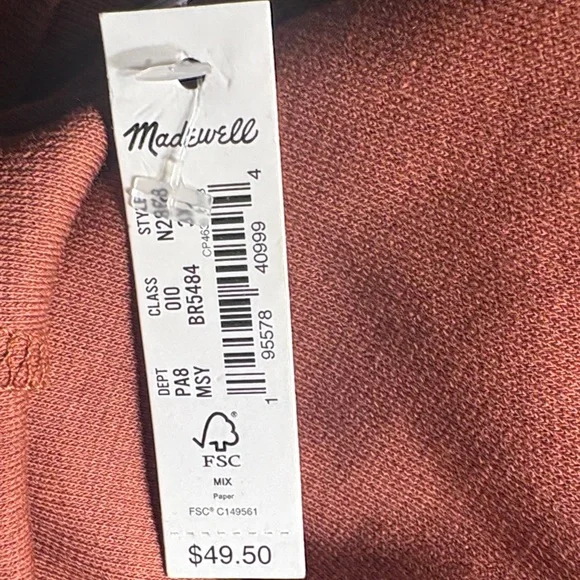 Madewell
STYLE
CLASS
010
BR5484
DEPT
PA8
MSY
1 95578 40999 4
FSC®
MIX
Paper
FSC® C149561
$49.50